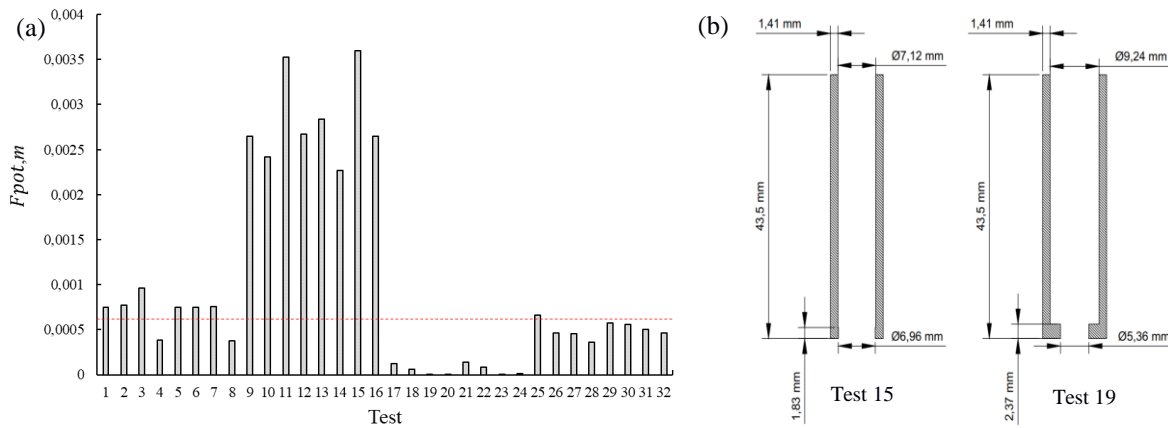 (a)
0,004
0,0035
0,003
0,0025
0,002
0,0015
0,001
0,0005
0
Fpot,m
1 2 3 4 5 6 7 8 9 10 11 12 13 14 15 16 17 18 19 20 21 22 23 24 25 26 27 28 29 30 31 32
Test
(b)
1,41 mm
Ø7,12 mm
43,5 mm
1,83 mm
Ø6,96 mm
Test 15
1,41 mm
Ø9,24 mm
43,5 mm
2,37 mm
Ø5,36 mm
Test 19